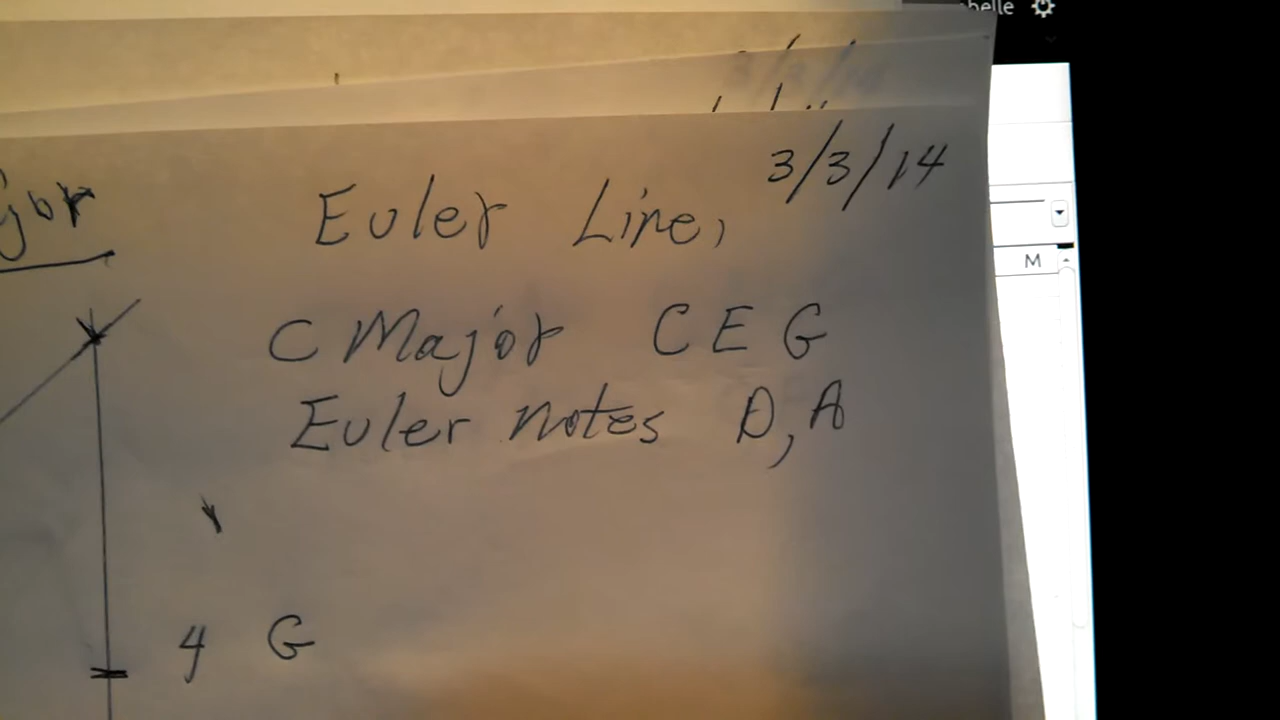 3/3/14
Euler Line,
C Major C E G
Euler notes D, A
4 G
M